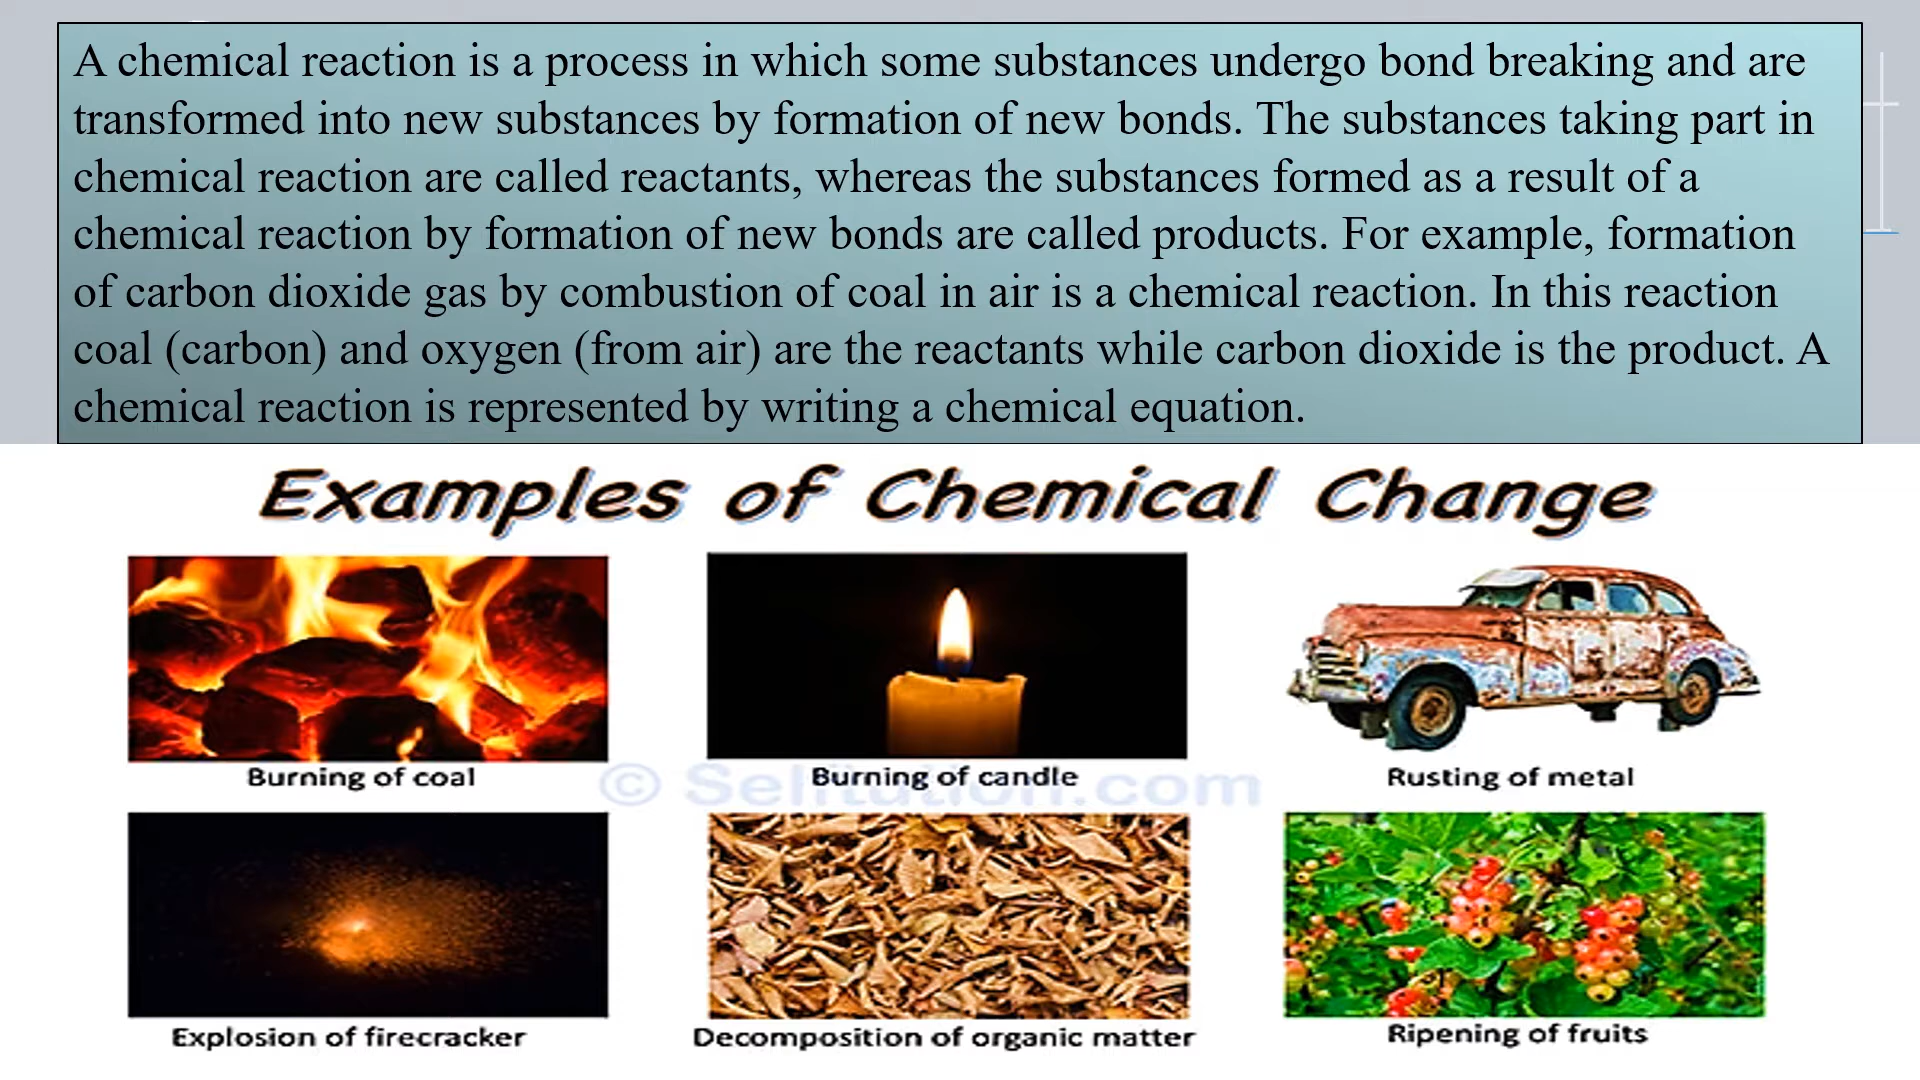 A chemical reaction is a process in which some substances undergo bond breaking and are
transformed into new substances by formation of new bonds. The substances taking part in
chemical reaction are called reactants, whereas the substances formed as a result of a
chemical reaction by formation of new bonds are called products. For example, formation
of carbon dioxide gas by combustion of coal in air is a chemical reaction. In this reaction
coal (carbon) and oxygen (from air) are the reactants while carbon dioxide is the product. A
chemical reaction is represented by writing a chemical equation.
Examples of Chemical Change
Burning of coal
Burning of candle
Rusting of metal
© Selftution.com
Explosion of firecracker
Decomposition of organic matter
Ripening of fruits